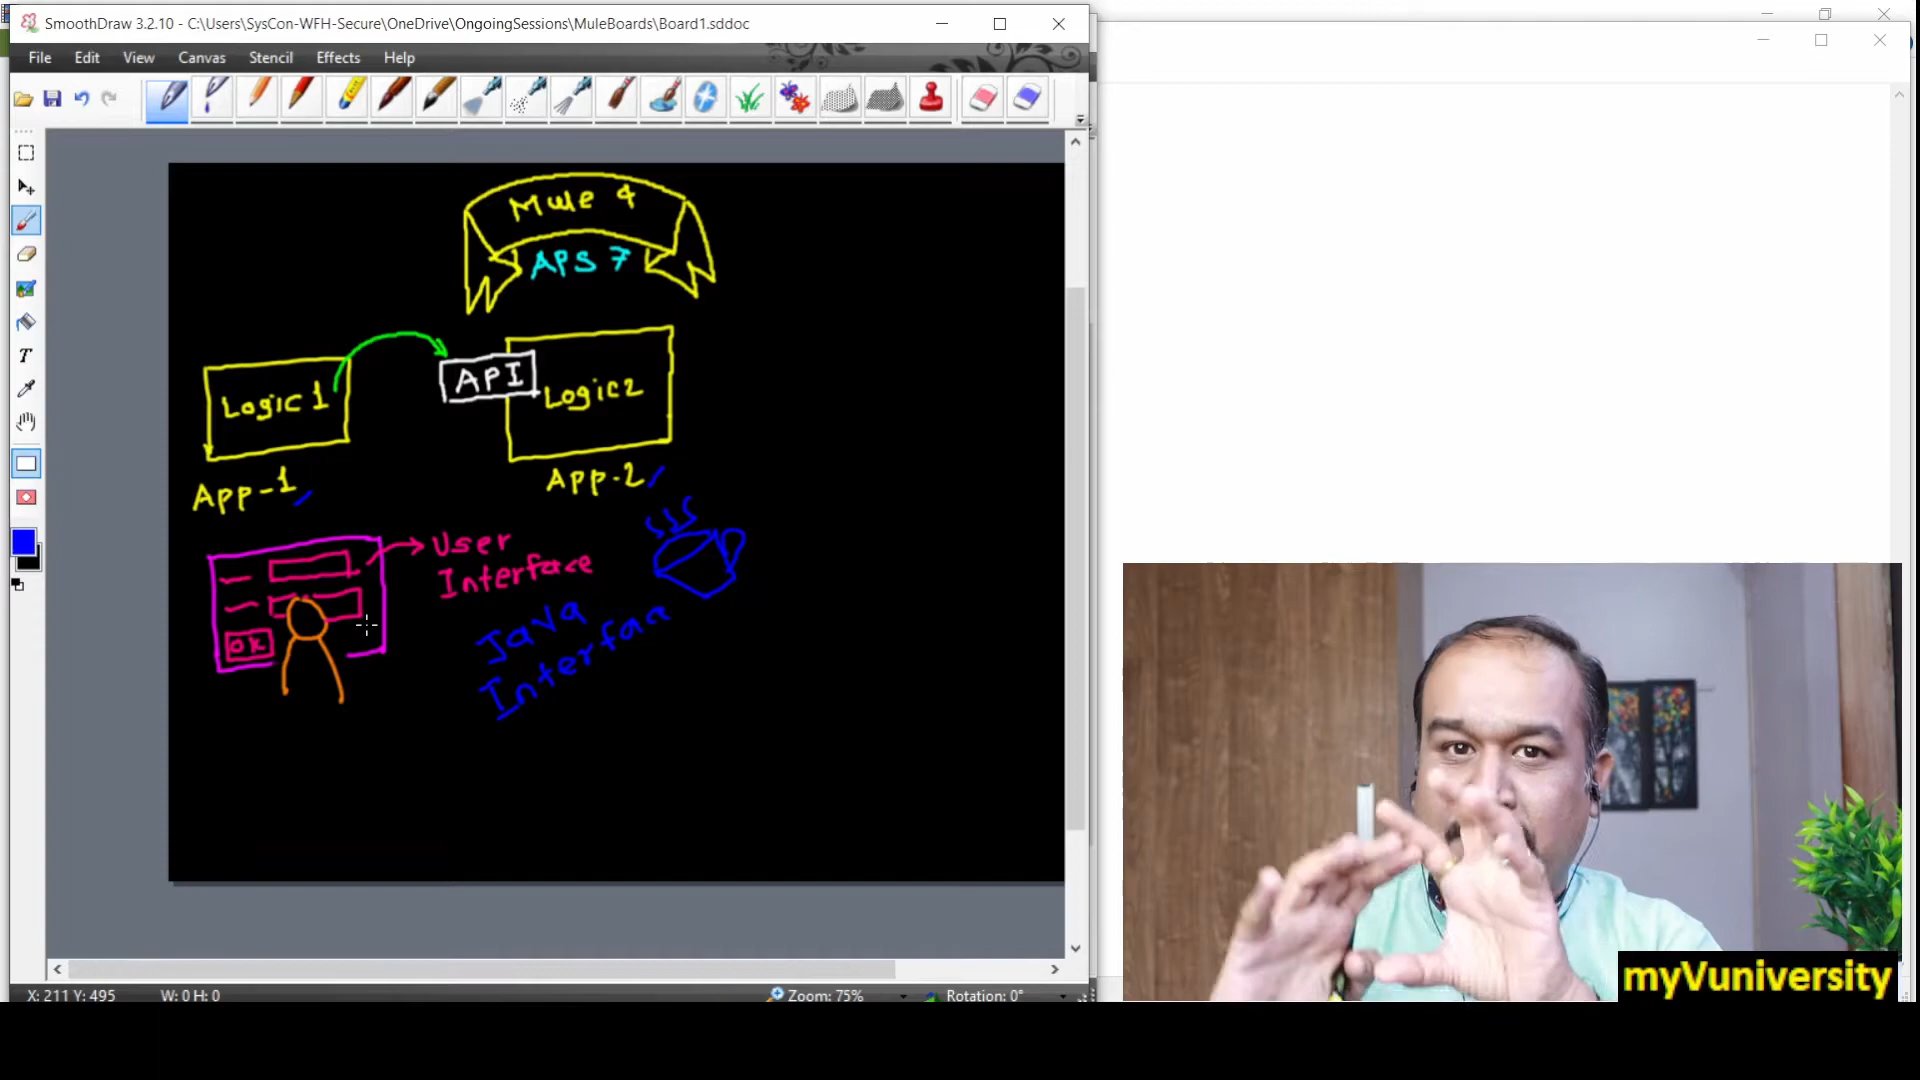 SmoothDraw 3.2.10 - C:\Users\SysCon-WFH-Secure\OneDrive\OngoingSessions\MuleBoards\Board1.sddoc
File Edit View Canvas Stencil Effects Help
T
Mule 4
APS 7
API
Logic 1
Logic2
App-1
App-2
User
Interface
OK
Java
Interface
X: 211 Y: 495 W: 0 H: 0 Zoom: 75% Rotation: 0°
myVuniversity